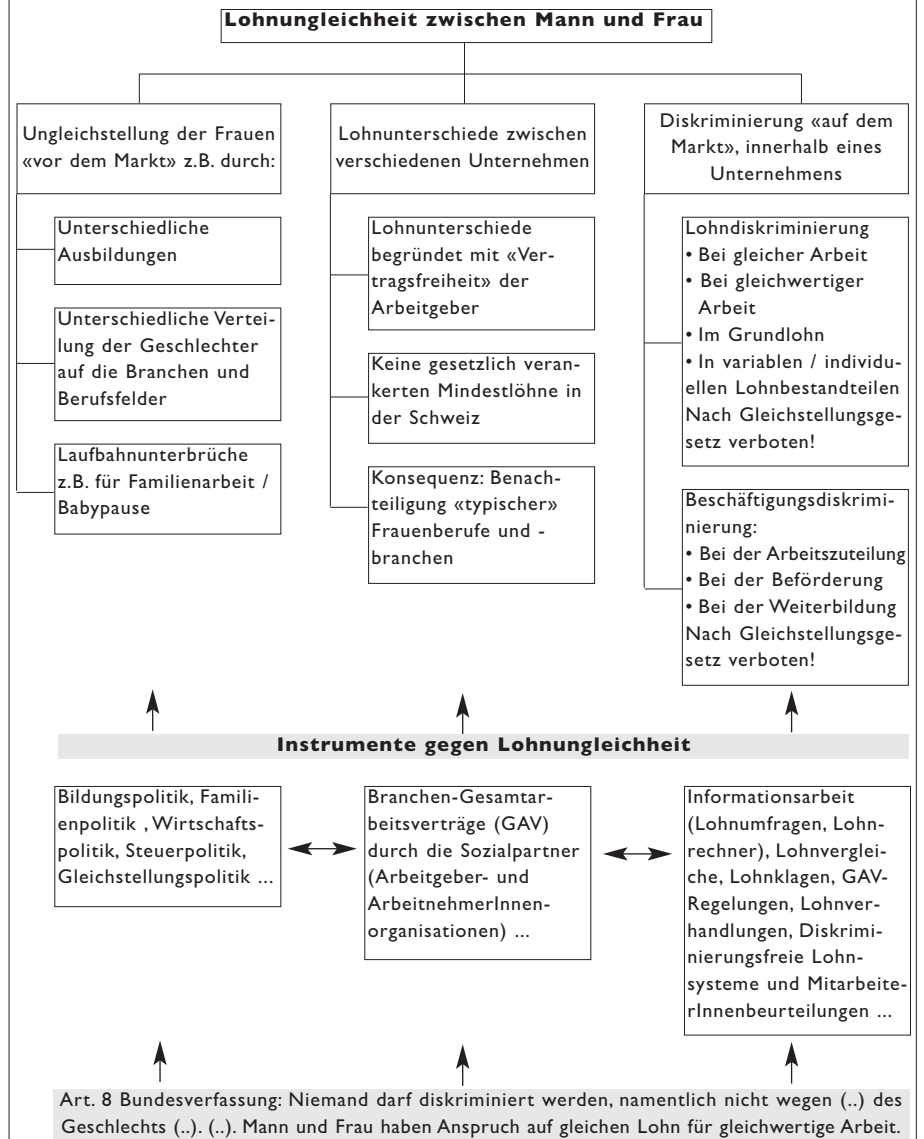 Lohnungleichheit zwischen Mann und Frau
Ungleichstellung der Frauen
«vor dem Markt» z.B. durch:
Unterschiedliche
Ausbildungen
Unterschiedliche Vertei-
lung der Geschlechter
auf die Branchen und
Berufsfelder
Laufbahnunterbrüche
z.B. für Familienarbeit /
Babypause
Lohnunterschiede zwischen
verschiedenen Unternehmen
Lohnunterschiede
begründet mit «Ver-
tragsfreiheit» der
Arbeitgeber
Keine gesetzlich veran-
kerten Mindestlöhne in
der Schweiz
Konsequenz: Benach-
teiligung «typischer»
Frauenberufe und -
branchen
Diskriminierung «auf dem
Markt», innerhalb eines
Unternehmens
Lohndiskriminierung
• Bei gleicher Arbeit
• Bei gleichwertiger
Arbeit
• Im Grundlohn
• In variablen / individu-
ellen Lohnbestandteilen
Nach Gleichstellungsge-
setz verboten!
Beschäftigungsdiskrimi-
nierung:
• Bei der Arbeitszuteilung
• Bei der Beförderung
• Bei der Weiterbildung
Nach Gleichstellungsge-
setz verboten!
Instrumente gegen Lohnungleichheit
Bildungspolitik, Famili-
enpolitik , Wirtschafts-
politik, Steuerpolitik,
Gleichstellungspolitik ...
Branchen-Gesamtar-
beitsverträge (GAV)
durch die Sozialpartner
(Arbeitgeber- und
ArbeitnehmerInnen-
organisationen) ...
Informationsarbeit
(Lohnumfragen, Lohn-
rechner), Lohnverglei-
che, Lohnklagen, GAV-
Regelungen, Lohnver-
handlungen, Diskrimi-
nierungsfreie Lohn-
systeme und Mitarbeite-
rInnenbeurteilungen ...
Art. 8 Bundesverfassung: Niemand darf diskriminiert werden, namentlich nicht wegen (..) des
Geschlechts (..). (..). Mann und Frau haben Anspruch auf gleichen Lohn für gleichwertige Arbeit.